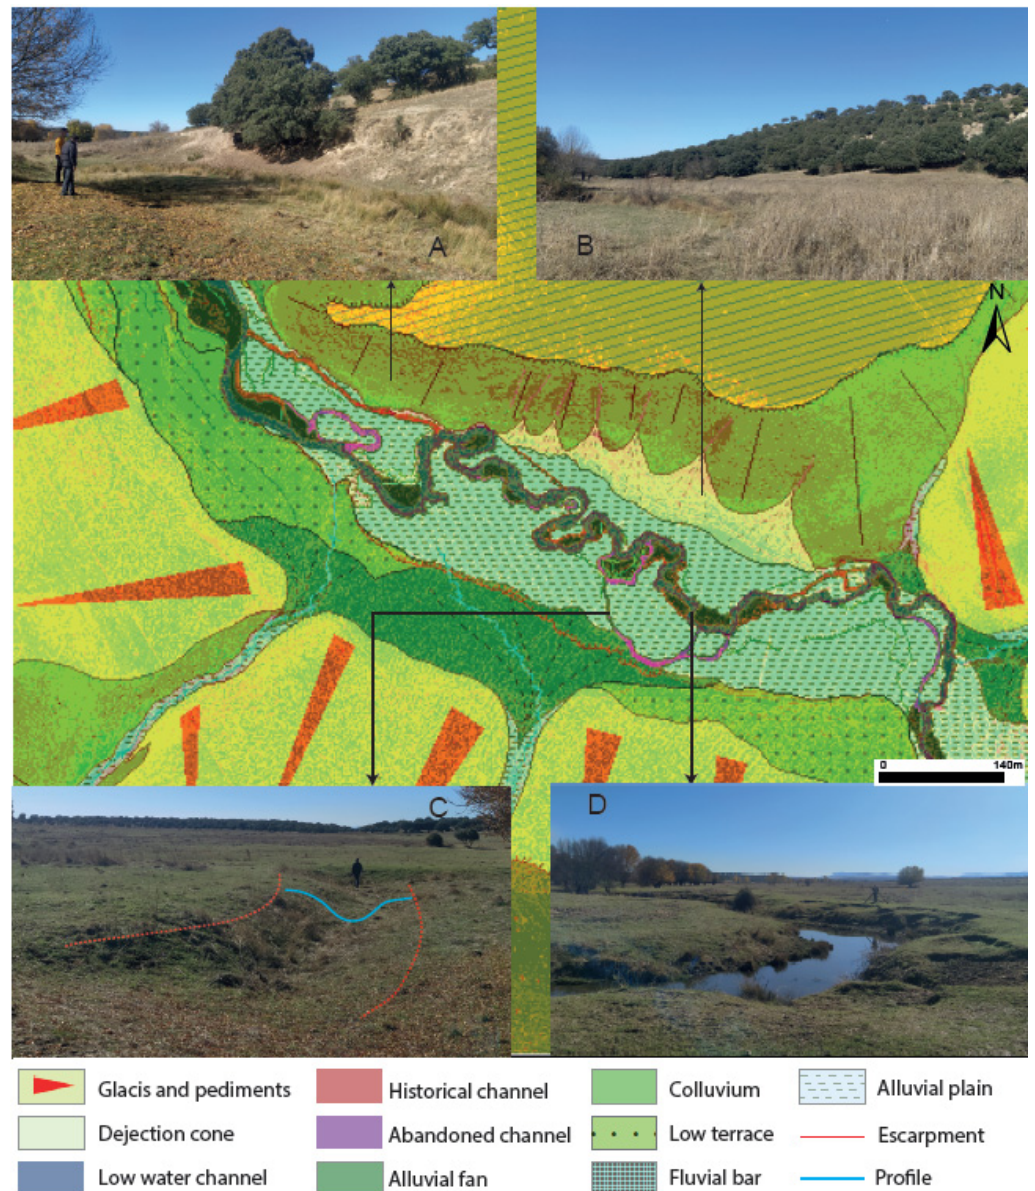 A
B
N
0 140m
C
D
Glacis and pediments
Historical channel
Colluvium
Alluvial plain
Dejection cone
Abandoned channel
Low terrace
Escarpment
Low water channel
Alluvial fan
Fluvial bar
Profile